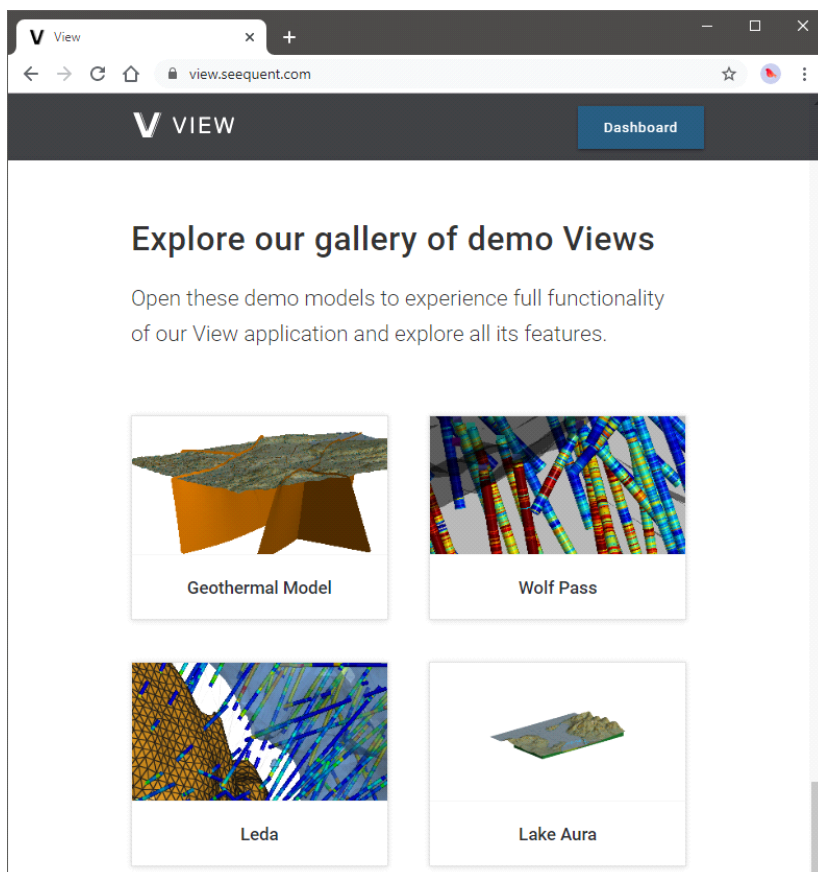 View
view.seequent.com
VIEW
Dashboard
Explore our gallery of demo Views
Open these demo models to experience full functionality
of our View application and explore all its features.
Geothermal Model
Wolf Pass
Leda
Lake Aura